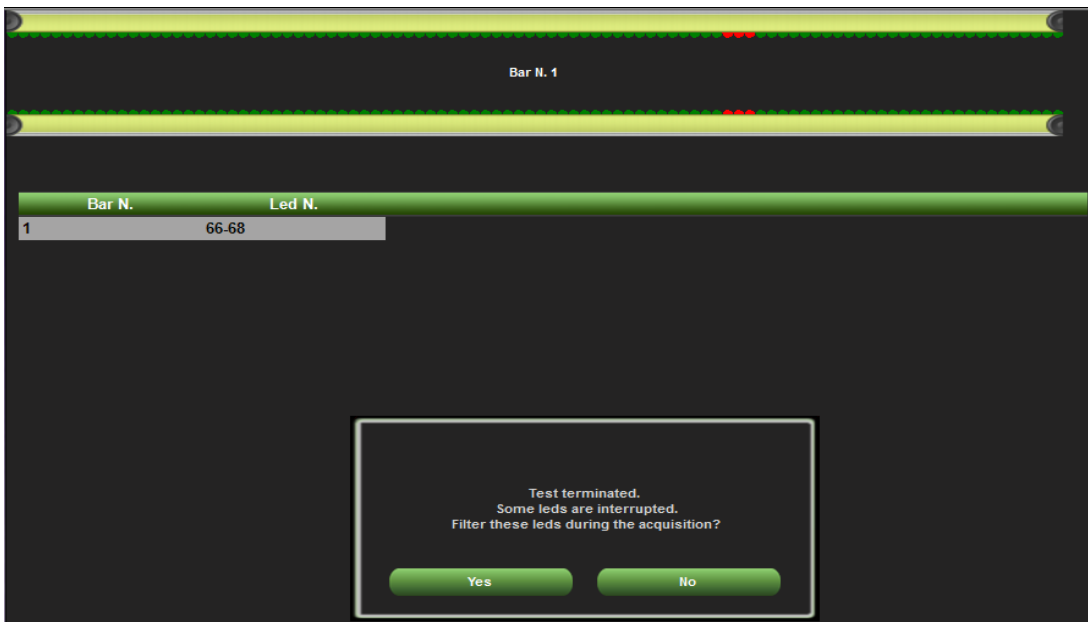 Bar N. 1
Bar N. Led N.
1 66-68
Test terminated.
Some leds are interrupted.
Filter these leds during the acquisition?
Yes No